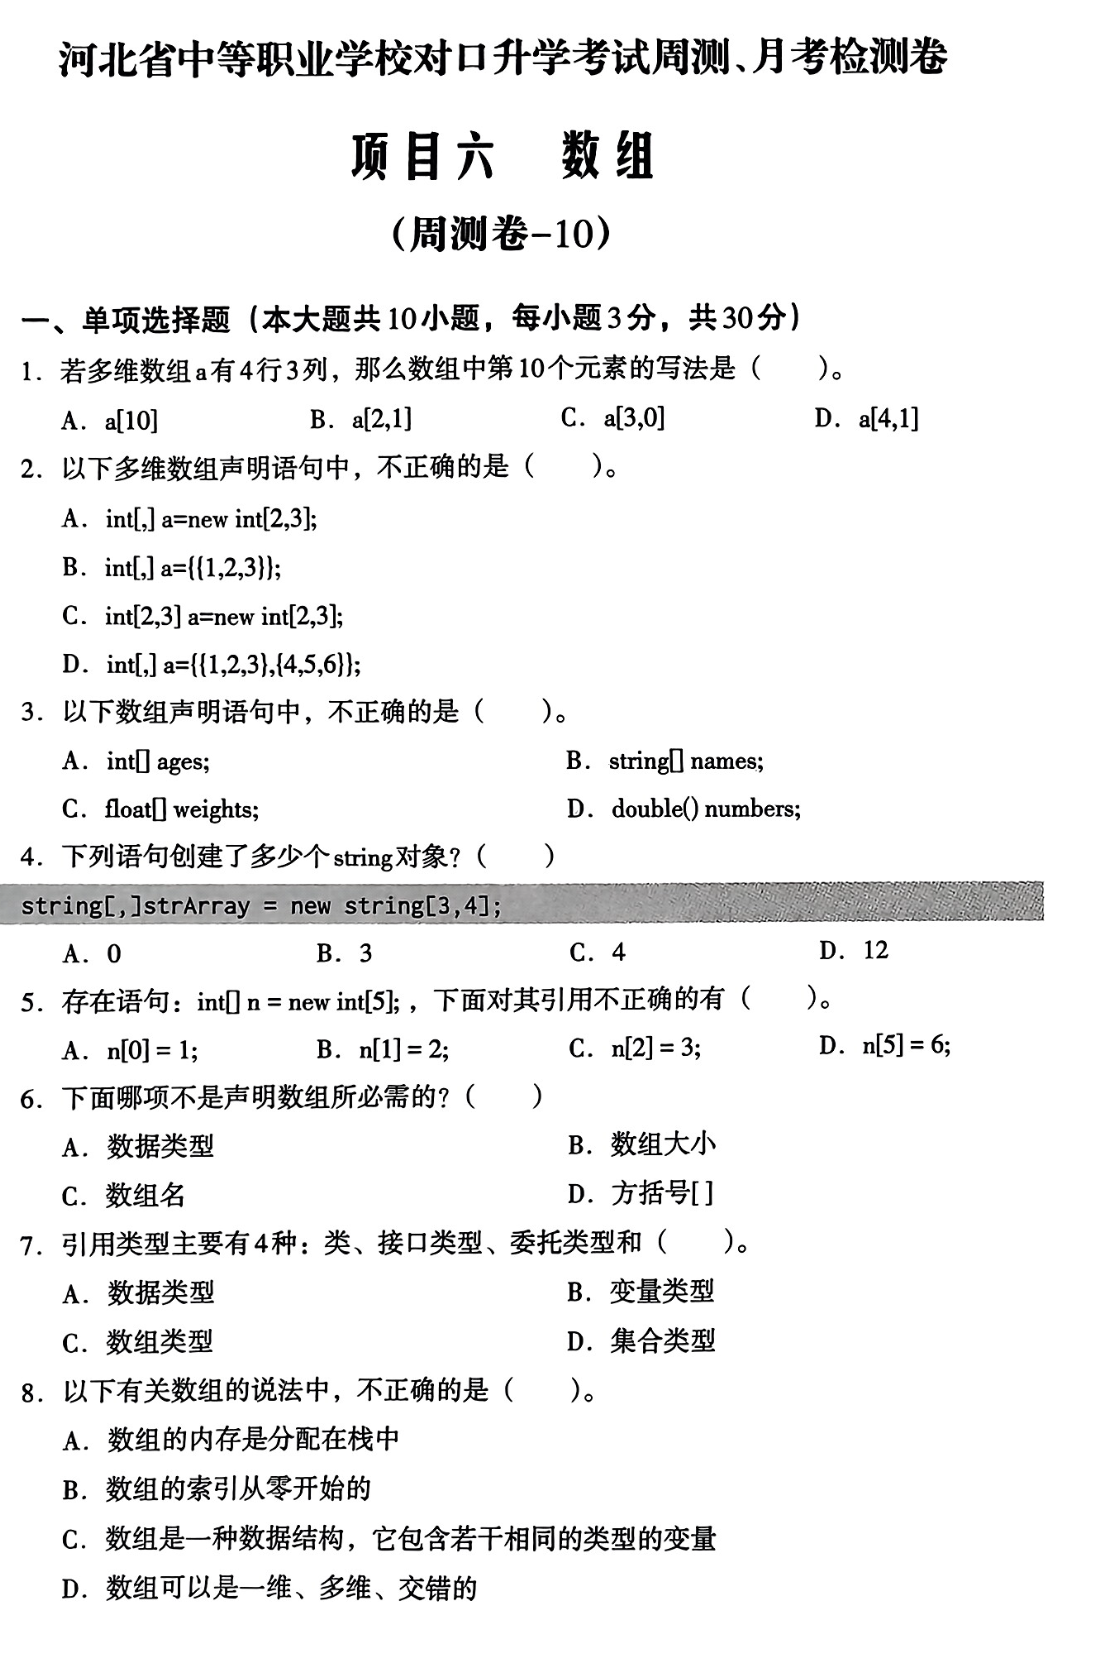 河北省中等职业学校对口升学考试周测、月考检测卷
项目六 数组
（周测卷-10）
一、单项选择题（本大题共10小题，每小题3分，共30分）
1. 若多维数组a有4行3列，那么数组中第10个元素的写法是（ ）。
A. a[10] B. a[2,1] C. a[3,0] D. a[4,1]
2. 以下多维数组声明语句中，不正确的是（ ）。
A. int[,] a=new int[2,3];
B. int[,] a={{1,2,3}};
C. int[2,3] a=new int[2,3];
D. int[,] a={{1,2,3},{4,5,6}};
3. 以下数组声明语句中，不正确的是（ ）。
A. int[] ages; B. string[] names;
C. float[] weights; D. double() numbers;
4. 下列语句创建了多少个string对象?（ ）
string[,]strArray = new string[3,4];
A. 0 B. 3 C. 4 D. 12
5. 存在语句：int[] n = new int[5];，下面对其引用不正确的有（ ）。
A. n[0] = 1; B. n[1] = 2; C. n[2] = 3; D. n[5] = 6;
6. 下面哪项不是声明数组所必需的?（ ）
A. 数据类型 B. 数组大小
C. 数组名 D. 方括号[ ]
7. 引用类型主要有4种：类、接口类型、委托类型和（ ）。
A. 数据类型 B. 变量类型
C. 数组类型 D. 集合类型
8. 以下有关数组的说法中，不正确的是（ ）。
A. 数组的内存是分配在栈中
B. 数组的索引从零开始的
C. 数组是一种数据结构，它包含若干相同的类型的变量
D. 数组可以是一维、多维、交错的